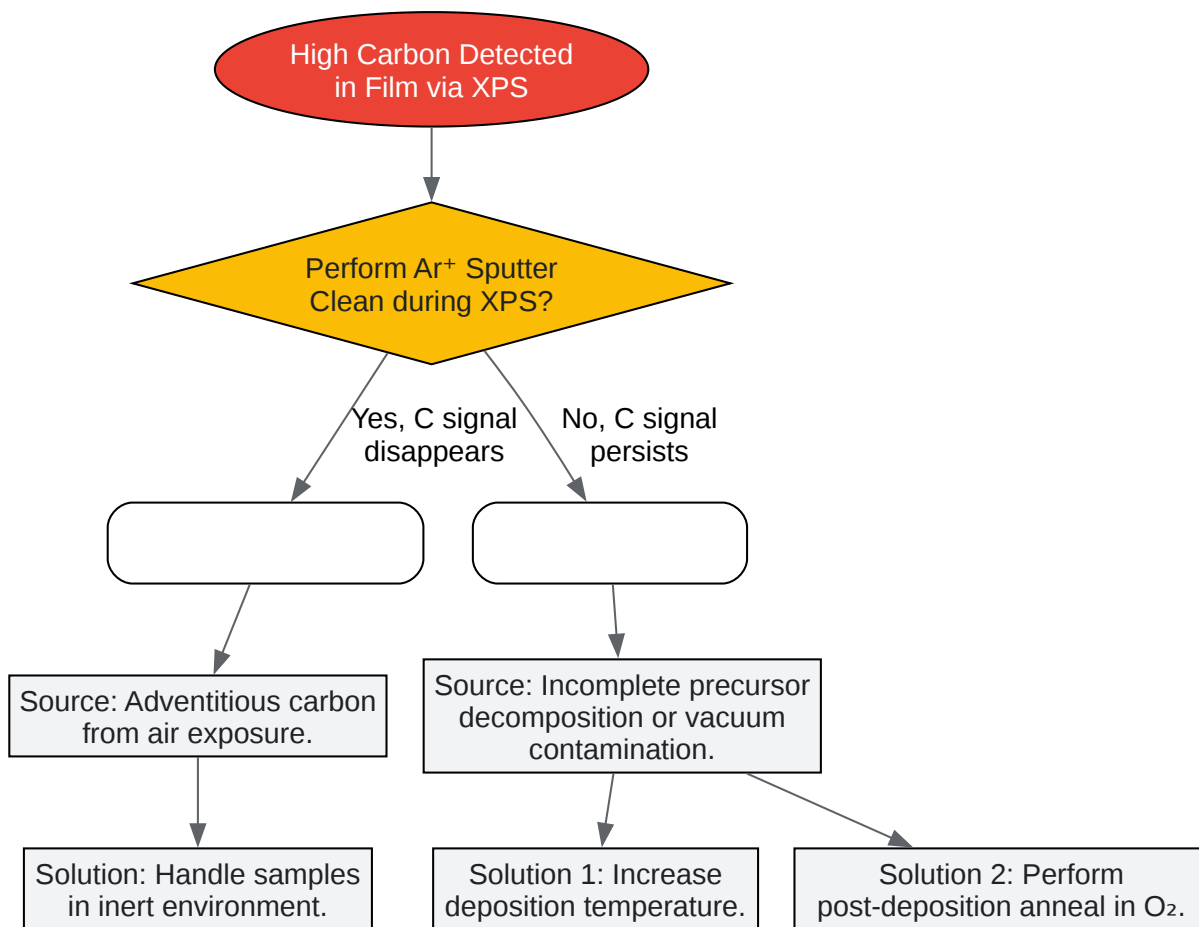 High Carbon Detected
in Film via XPS
Perform Ar⁺ Sputter
Clean during XPS?
Yes, C signal
disappears
No, C signal
persists
Source: Adventitious carbon
from air exposure.
Source: Incomplete precursor
decomposition or vacuum
contamination.
Solution: Handle samples
in inert environment.
Solution 1: Increase
deposition temperature.
Solution 2: Perform
post-deposition anneal in O₂.